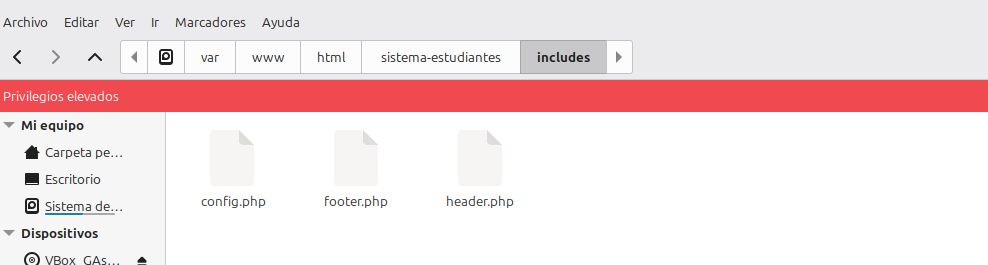 Archivo Editar Ver Ir Marcadores Ayuda
var www html sistema-estudiantes includes
Privilegios elevados
Mi equipo
Carpeta pe...
Escritorio
Sistema de...
Dispositivos
VBox_GAs...
config.php footer.php header.php